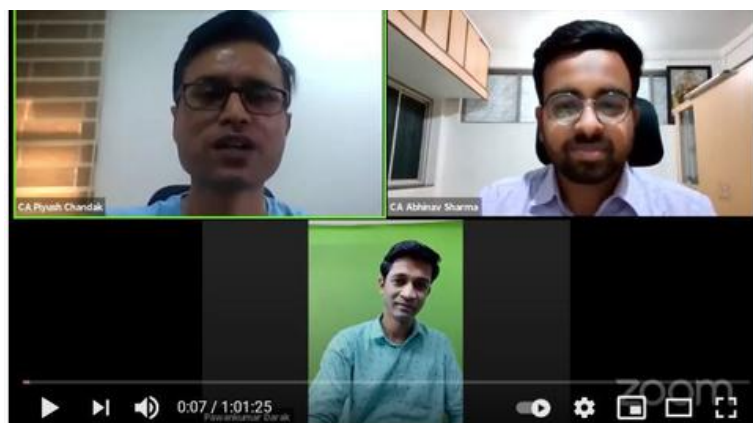 CA Piyush Chandak
CA Abhinav Sharma
zoom
0:07 / 1:01:25
Pawankumar Darak